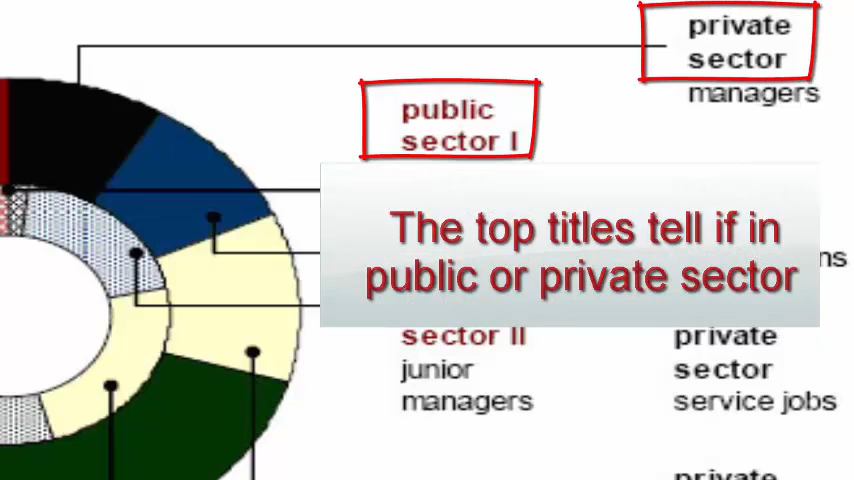 private
sector
managers
public
sector I
The top titles tell if in
public or private sector
sector II
junior
managers
private
sector
service jobs
private